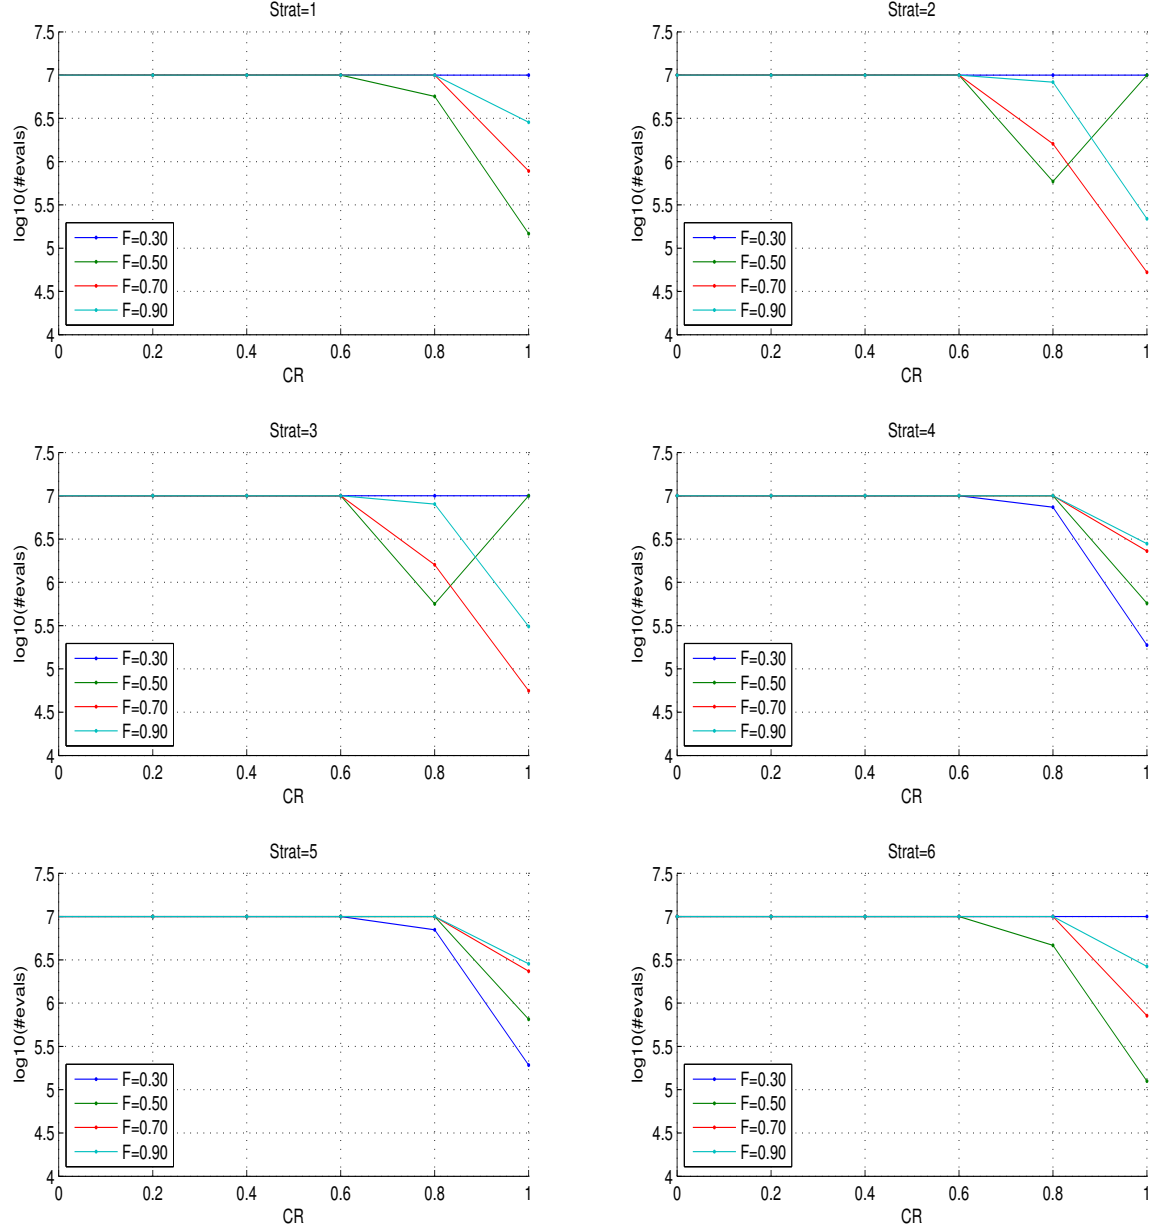 Strat=1
7.5
7
6.5
6
5.5
5
4.5
4
log10(#evals)
F=0.30
F=0.50
F=0.70
F=0.90
0 0.2 0.4 0.6 0.8 1
CR
Strat=2
7.5
7
6.5
6
5.5
5
4.5
4
log10(#evals)
F=0.30
F=0.50
F=0.70
F=0.90
0 0.2 0.4 0.6 0.8 1
CR
Strat=3
7.5
7
6.5
6
5.5
5
4.5
4
log10(#evals)
F=0.30
F=0.50
F=0.70
F=0.90
0 0.2 0.4 0.6 0.8 1
CR
Strat=4
7.5
7
6.5
6
5.5
5
4.5
4
log10(#evals)
F=0.30
F=0.50
F=0.70
F=0.90
0 0.2 0.4 0.6 0.8 1
CR
Strat=5
7.5
7
6.5
6
5.5
5
4.5
4
log10(#evals)
F=0.30
F=0.50
F=0.70
F=0.90
0 0.2 0.4 0.6 0.8 1
CR
Strat=6
7.5
7
6.5
6
5.5
5
4.5
4
log10(#evals)
F=0.30
F=0.50
F=0.70
F=0.90
0 0.2 0.4 0.6 0.8 1
CR